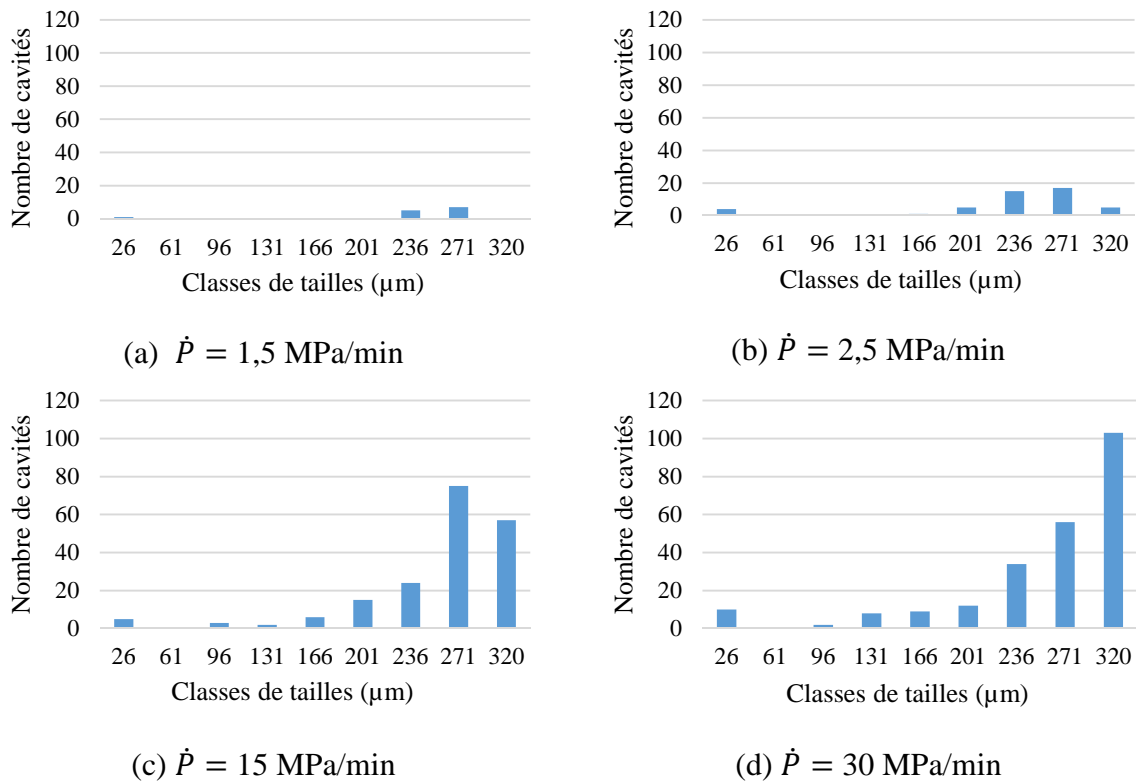 120
100
80
60
40
20
0
Nombre de cavités
26 61 96 131 166 201 236 271 320
Classes de tailles (µm)
(a) Ṗ = 1,5 MPa/min
120
100
80
60
40
20
0
Nombre de cavités
26 61 96 131 166 201 236 271 320
Classes de tailles (µm)
(b) Ṗ = 2,5 MPa/min
120
100
80
60
40
20
0
Nombre de cavités
26 61 96 131 166 201 236 271 320
Classes de tailles (µm)
(c) Ṗ = 15 MPa/min
120
100
80
60
40
20
0
Nombre de cavités
26 61 96 131 166 201 236 271 320
Classes de tailles (µm)
(d) Ṗ = 30 MPa/min